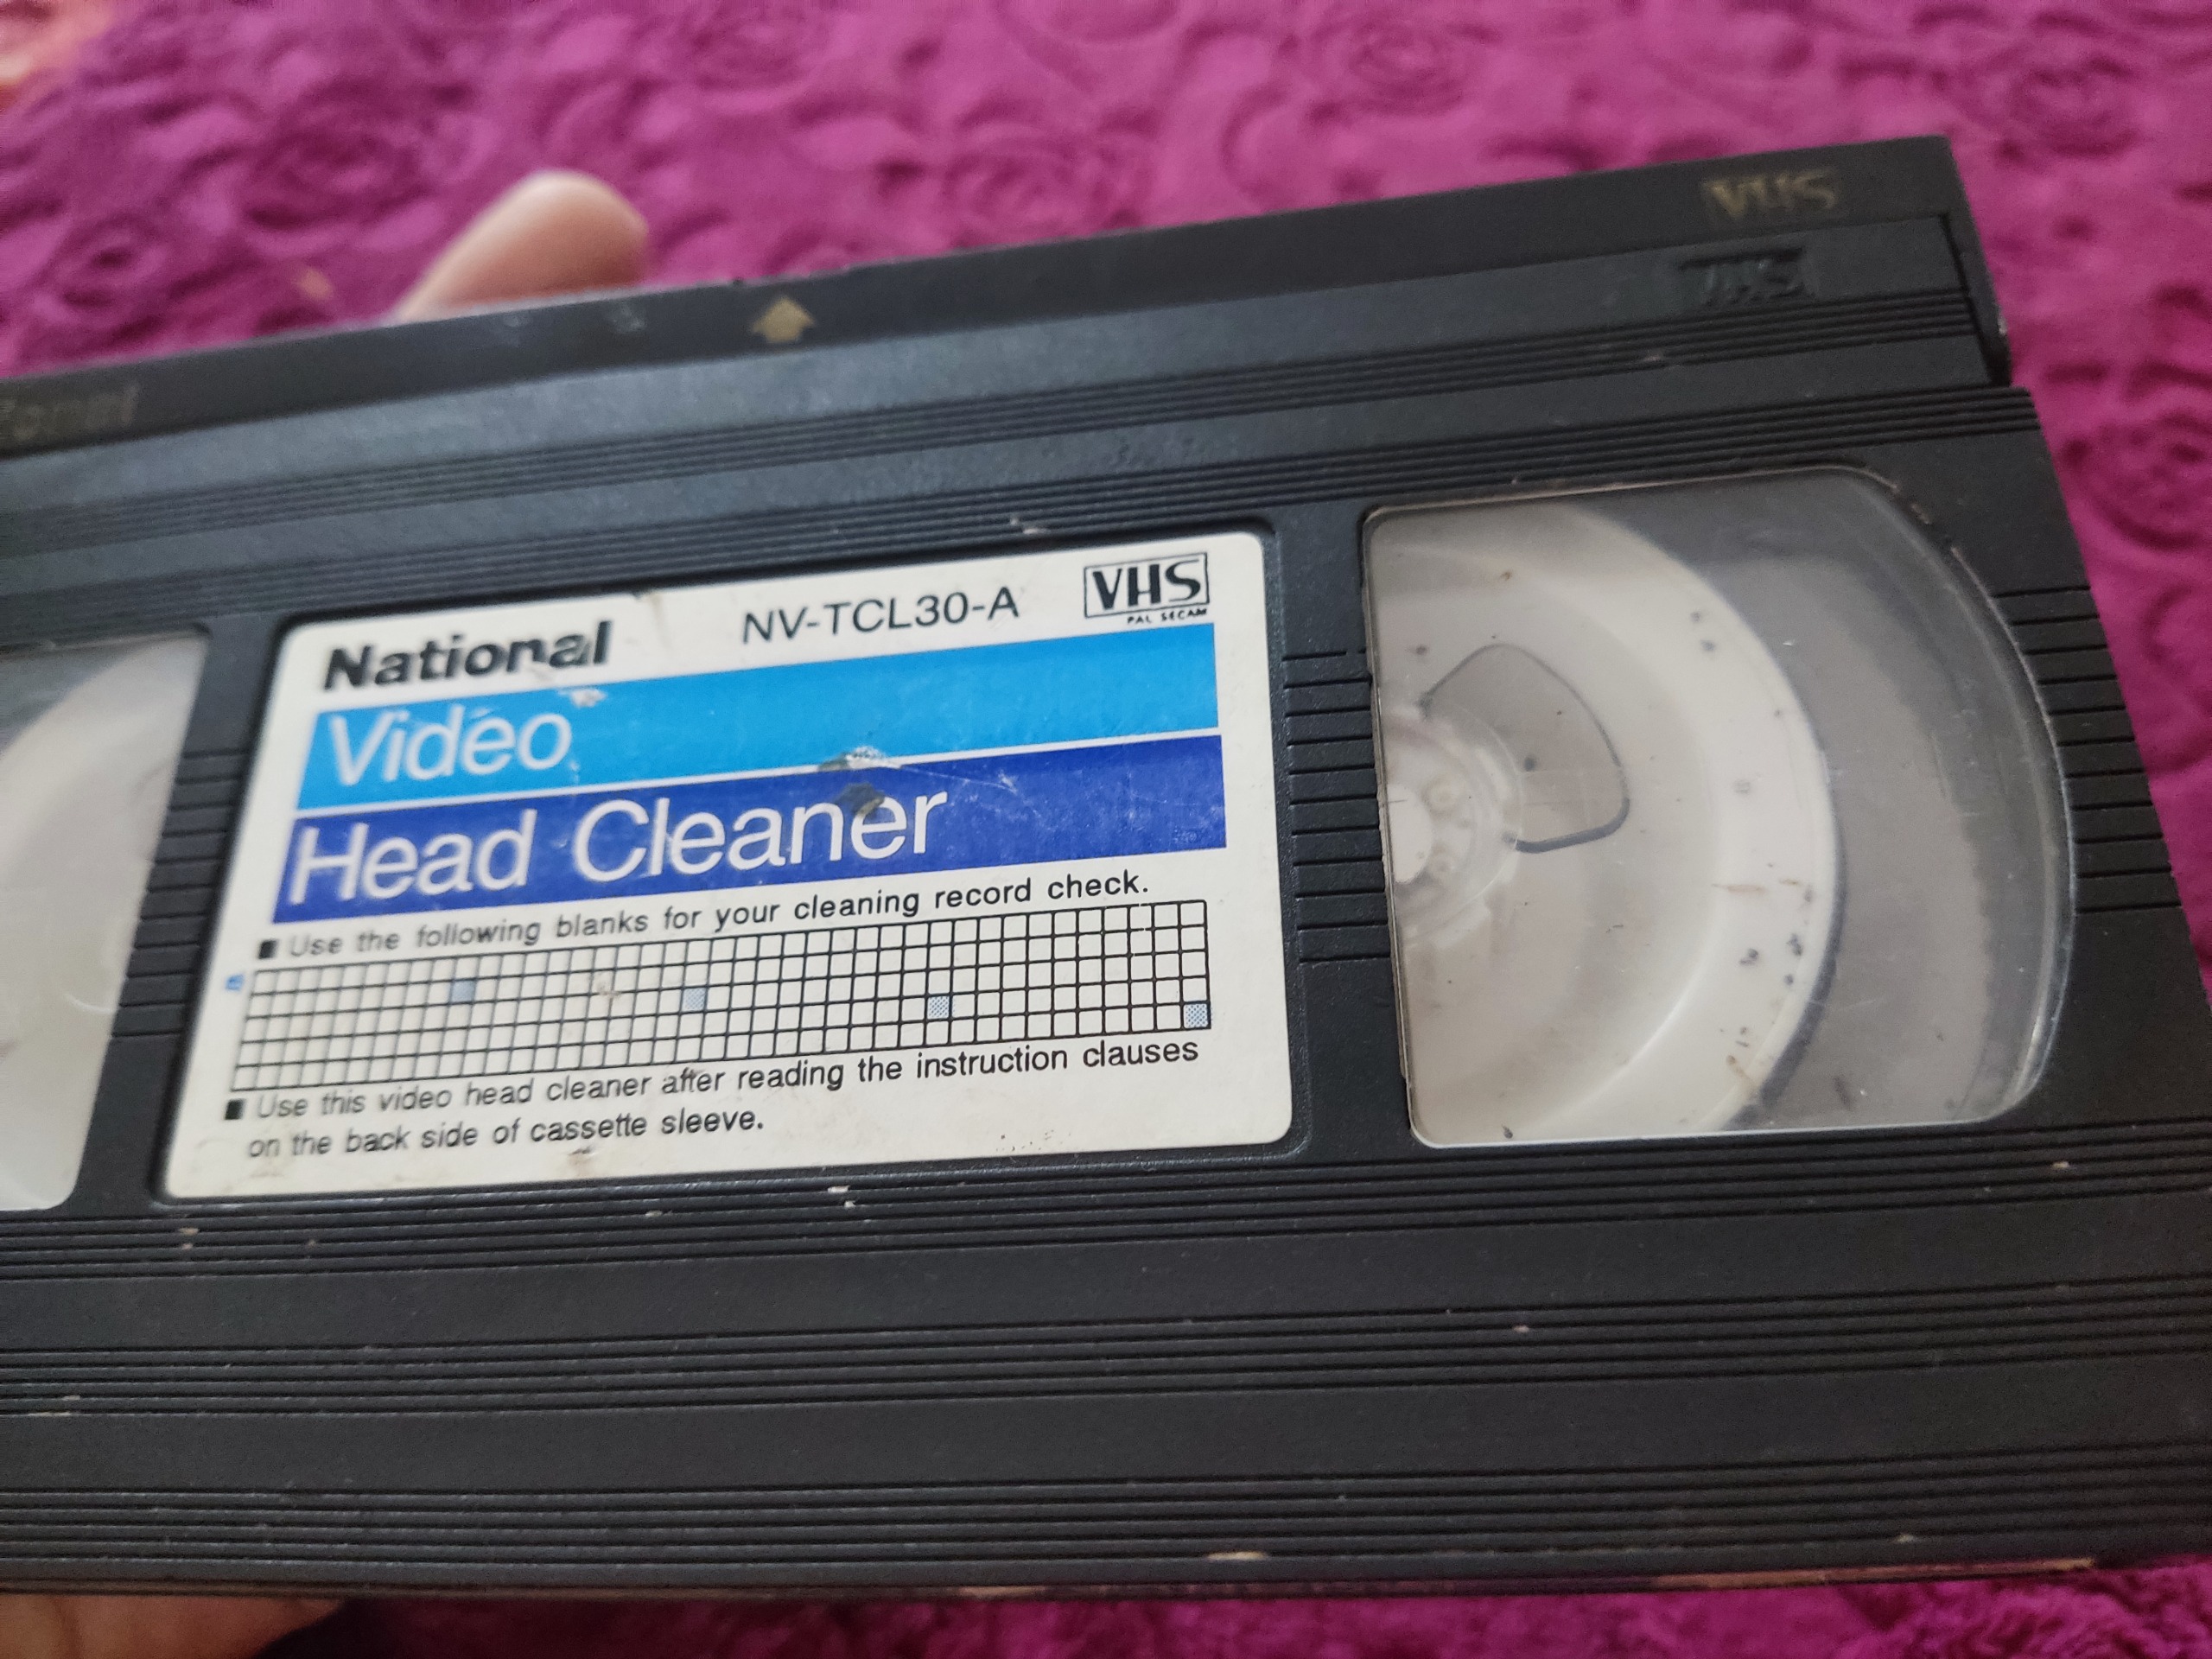 VHS
VHS
National NV-TCL30-A VHS
PAL SECAM
Video
Head Cleaner
■ Use the following blanks for your cleaning record check.
■ Use this video head cleaner after reading the instruction clauses
on the back side of cassette sleeve.